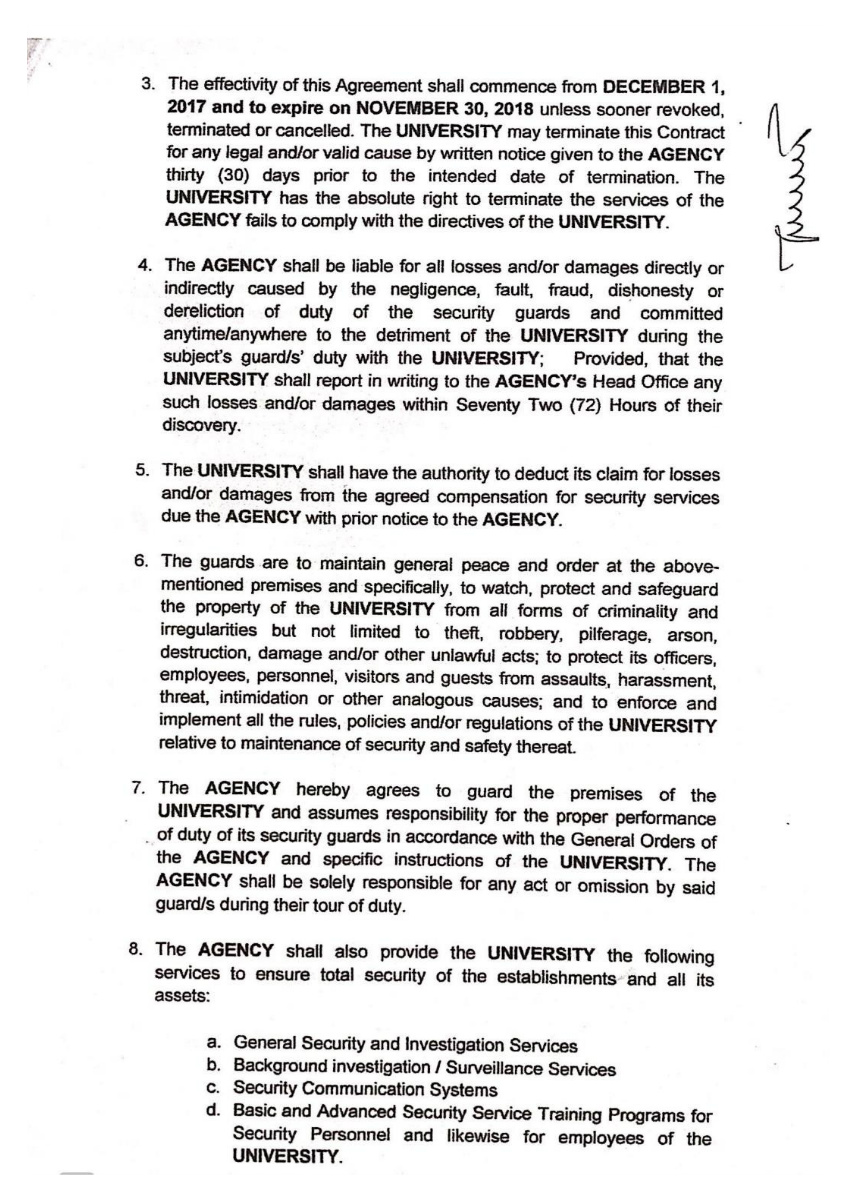 3. The effectivity of this Agreement shall commence from DECEMBER 1,
2017 and to expire on NOVEMBER 30, 2018 unless sooner revoked,
terminated or cancelled. The UNIVERSITY may terminate this Contract
for any legal and/or valid cause by written notice given to the AGENCY
thirty (30) days prior to the intended date of termination. The
UNIVERSITY has the absolute right to terminate the services of the
AGENCY fails to comply with the directives of the UNIVERSITY.
4. The AGENCY shall be liable for all losses and/or damages directly or
indirectly caused by the negligence, fault, fraud, dishonesty or
dereliction of duty of the security guards and committed
anytime/anywhere to the detriment of the UNIVERSITY during the
subject's guard/s' duty with the UNIVERSITY; Provided, that the
UNIVERSITY shall report in writing to the AGENCY's Head Office any
such losses and/or damages within Seventy Two (72) Hours of their
discovery.
5. The UNIVERSITY shall have the authority to deduct its claim for losses
and/or damages from the agreed compensation for security services
due the AGENCY with prior notice to the AGENCY.
6. The guards are to maintain general peace and order at the above-
mentioned premises and specifically, to watch, protect and safeguard
the property of the UNIVERSITY from all forms of criminality and
irregularities but not limited to theft, robbery, pilferage, arson,
destruction, damage and/or other unlawful acts; to protect its officers,
employees, personnel, visitors and guests from assaults, harassment,
threat, intimidation or other analogous causes; and to enforce and
implement all the rules, policies and/or regulations of the UNIVERSITY
relative to maintenance of security and safety thereat.
7. The AGENCY hereby agrees to guard the premises of the
UNIVERSITY and assumes responsibility for the proper performance
of duty of its security guards in accordance with the General Orders of
the AGENCY and specific instructions of the UNIVERSITY. The
AGENCY shall be solely responsible for any act or omission by said
guard/s during their tour of duty.
8. The AGENCY shall also provide the UNIVERSITY the following
services to ensure total security of the establishments and all its
assets:
a. General Security and Investigation Services
b. Background investigation / Surveillance Services
c. Security Communication Systems
d. Basic and Advanced Security Service Training Programs for
Security Personnel and likewise for employees of the
UNIVERSITY.